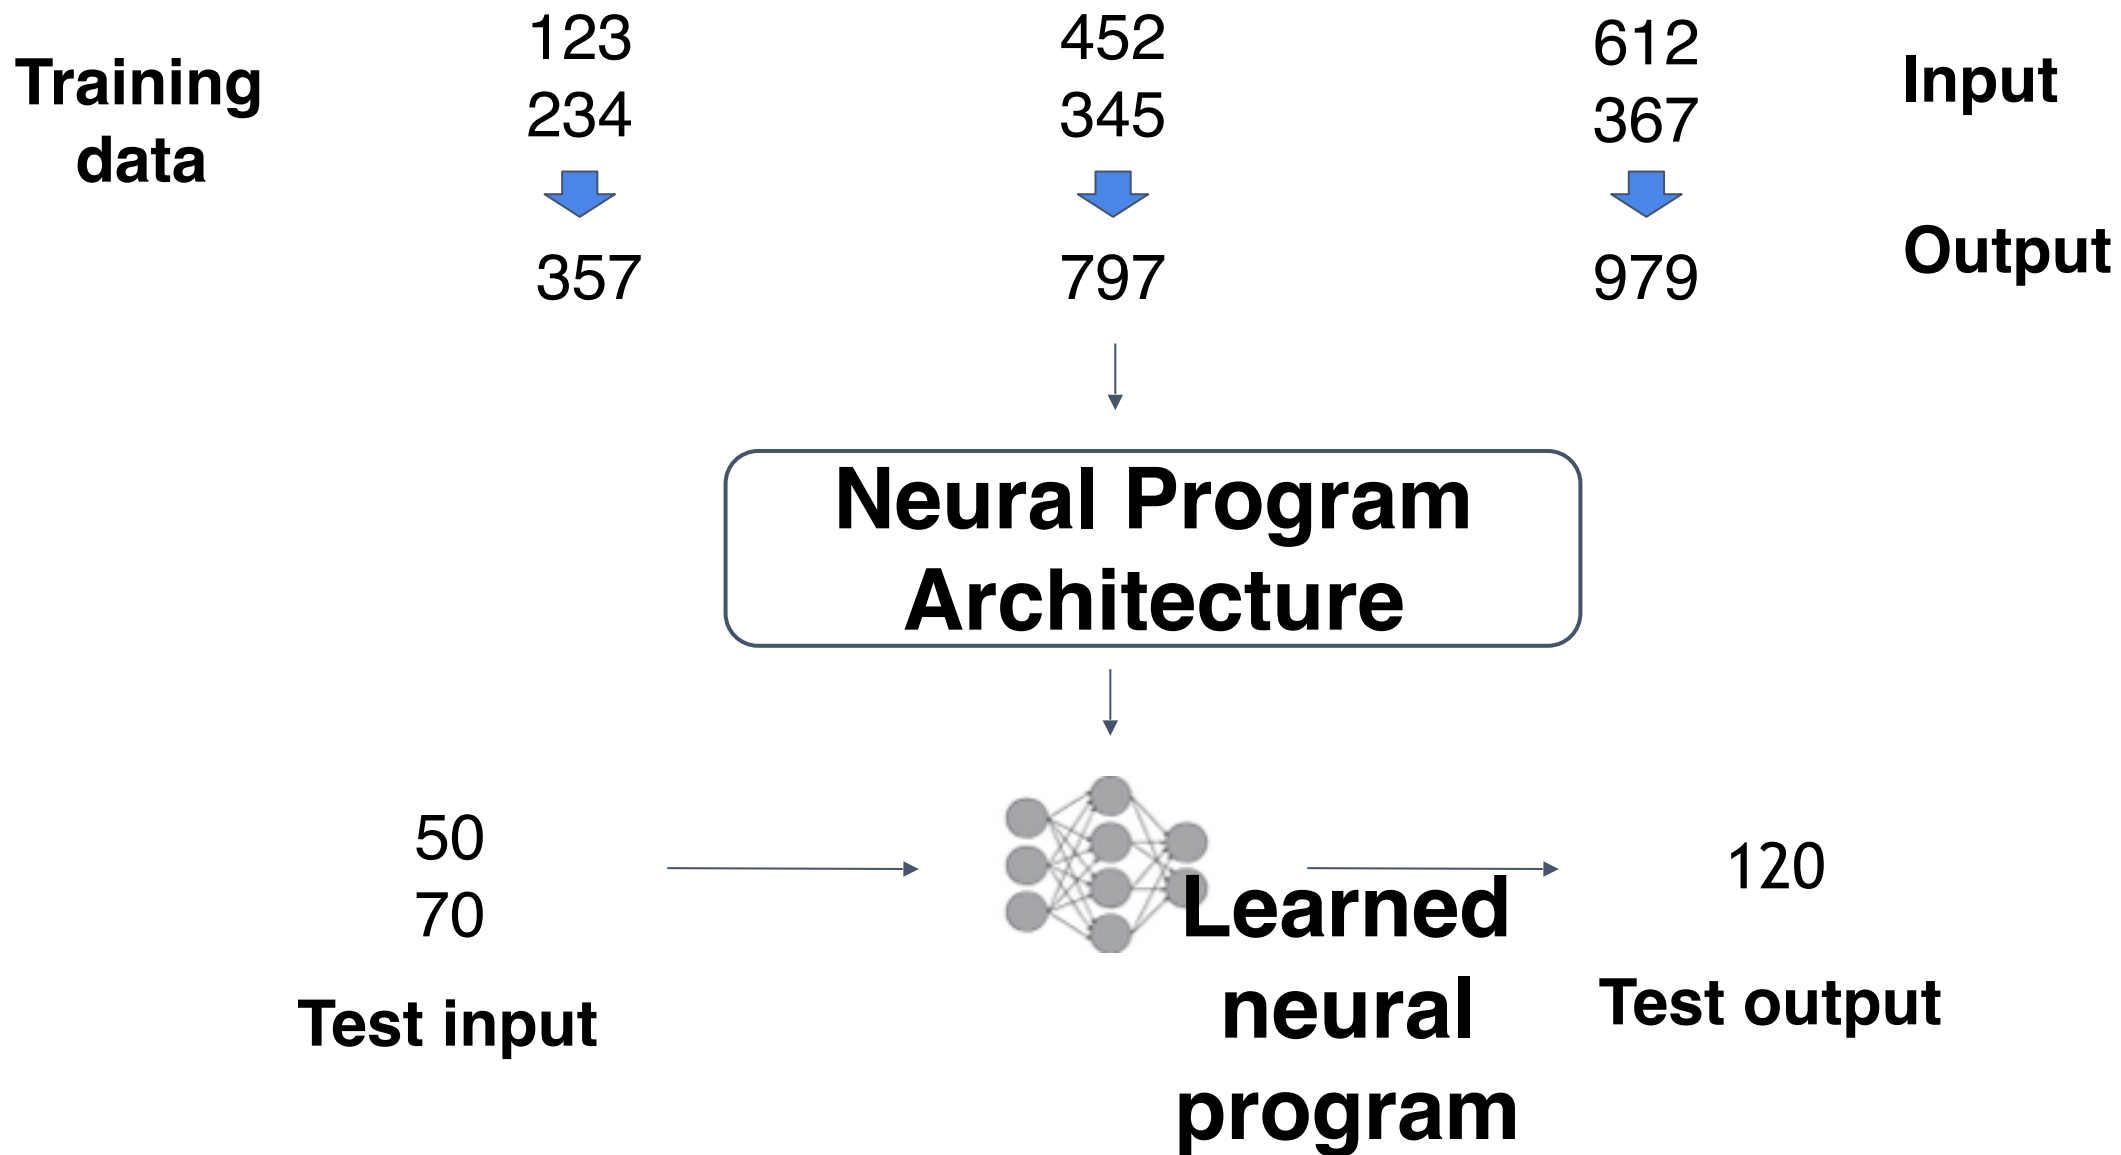 Training
data
123
234
452
345
612
367
Input
357
797
979
Output
Neural Program
Architecture
50
70
Test input
Learned
neural
program
120
Test output